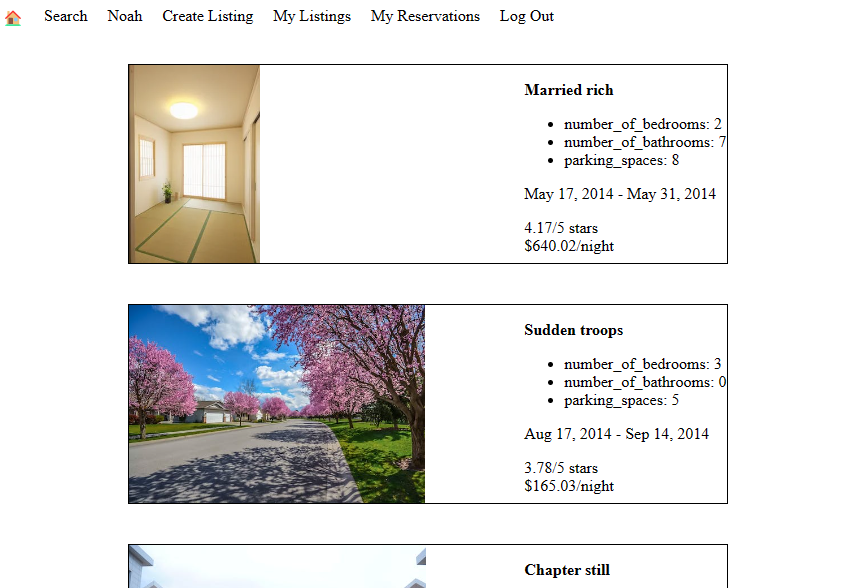 Search Noah Create Listing My Listings My Reservations Log Out
Married rich
number_of_bedrooms: 2
number_of_bathrooms: 7
parking_spaces: 8
May 17, 2014 - May 31, 2014
4.17/5 stars
$640.02/night
Sudden troops
number_of_bedrooms: 3
number_of_bathrooms: 0
parking_spaces: 5
Aug 17, 2014 - Sep 14, 2014
3.78/5 stars
$165.03/night
Chapter still